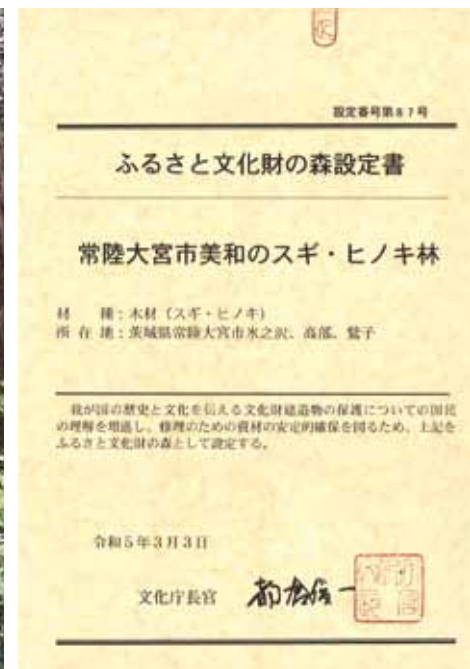 設定番号第87号
ふるさと文化財の森設定書
常陸大宮市美和のスギ・ヒノキ林
材 種：木材（スギ・ヒノキ）
所 在 地：茨城県常陸大宮市氷之沢、高部、鷲子
我が国の歴史と文化を伝える文化財建造物の保護についての国民
の理解を増進し、修理のための資材の安定的確保を図るため、上記を
ふるさと文化財の森として設定する。
令和5年3月3日
文化庁長官